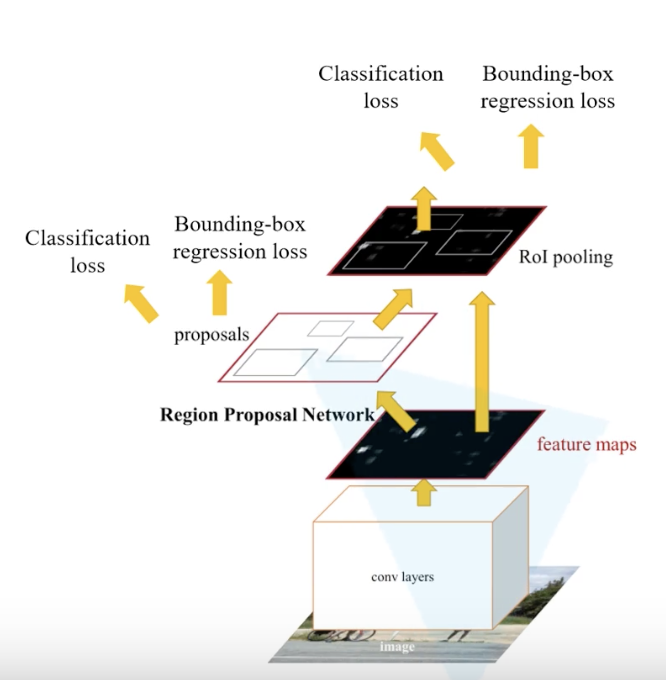 Classification
loss
Bounding-box
regression loss
Classification
loss
Bounding-box
regression loss
RoI pooling
proposals
Region Proposal Network
feature maps
conv layers
image